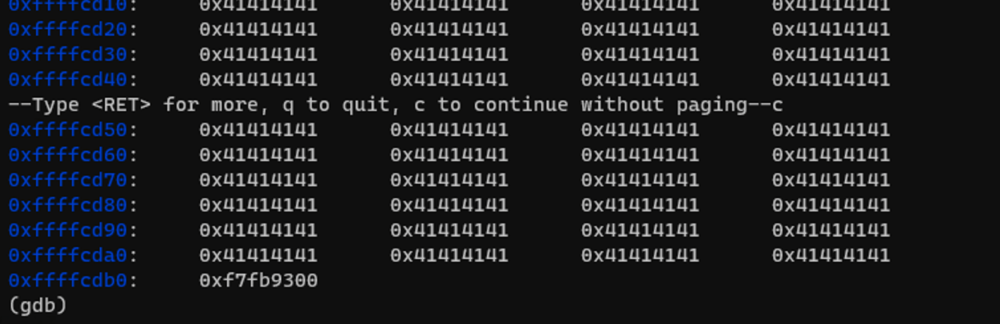 0xffffcd10: 0x41414141 0x41414141 0x41414141 0x41414141
0xffffcd20: 0x41414141 0x41414141 0x41414141 0x41414141
0xffffcd30: 0x41414141 0x41414141 0x41414141 0x41414141
0xffffcd40: 0x41414141 0x41414141 0x41414141 0x41414141
--Type <RET> for more, q to quit, c to continue without paging--c
0xffffcd50: 0x41414141 0x41414141 0x41414141 0x41414141
0xffffcd60: 0x41414141 0x41414141 0x41414141 0x41414141
0xffffcd70: 0x41414141 0x41414141 0x41414141 0x41414141
0xffffcd80: 0x41414141 0x41414141 0x41414141 0x41414141
0xffffcd90: 0x41414141 0x41414141 0x41414141 0x41414141
0xffffcda0: 0x41414141 0x41414141 0x41414141 0x41414141
0xffffcdb0: 0xf7fb9300
(gdb)